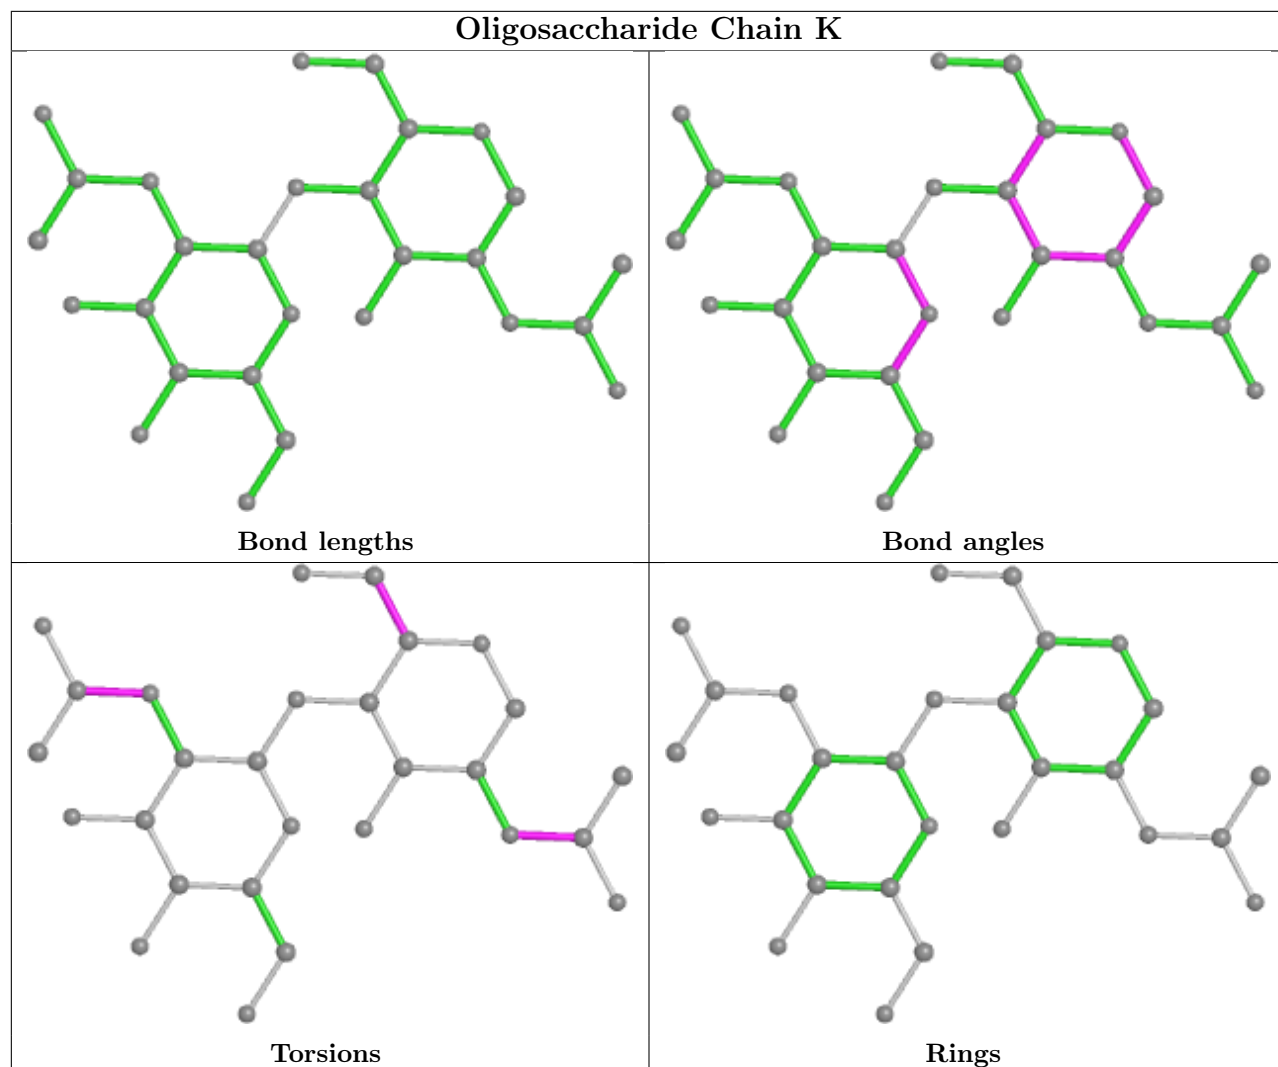 Oligosaccharide Chain K
Bond lengths
Bond angles
Torsions
Rings